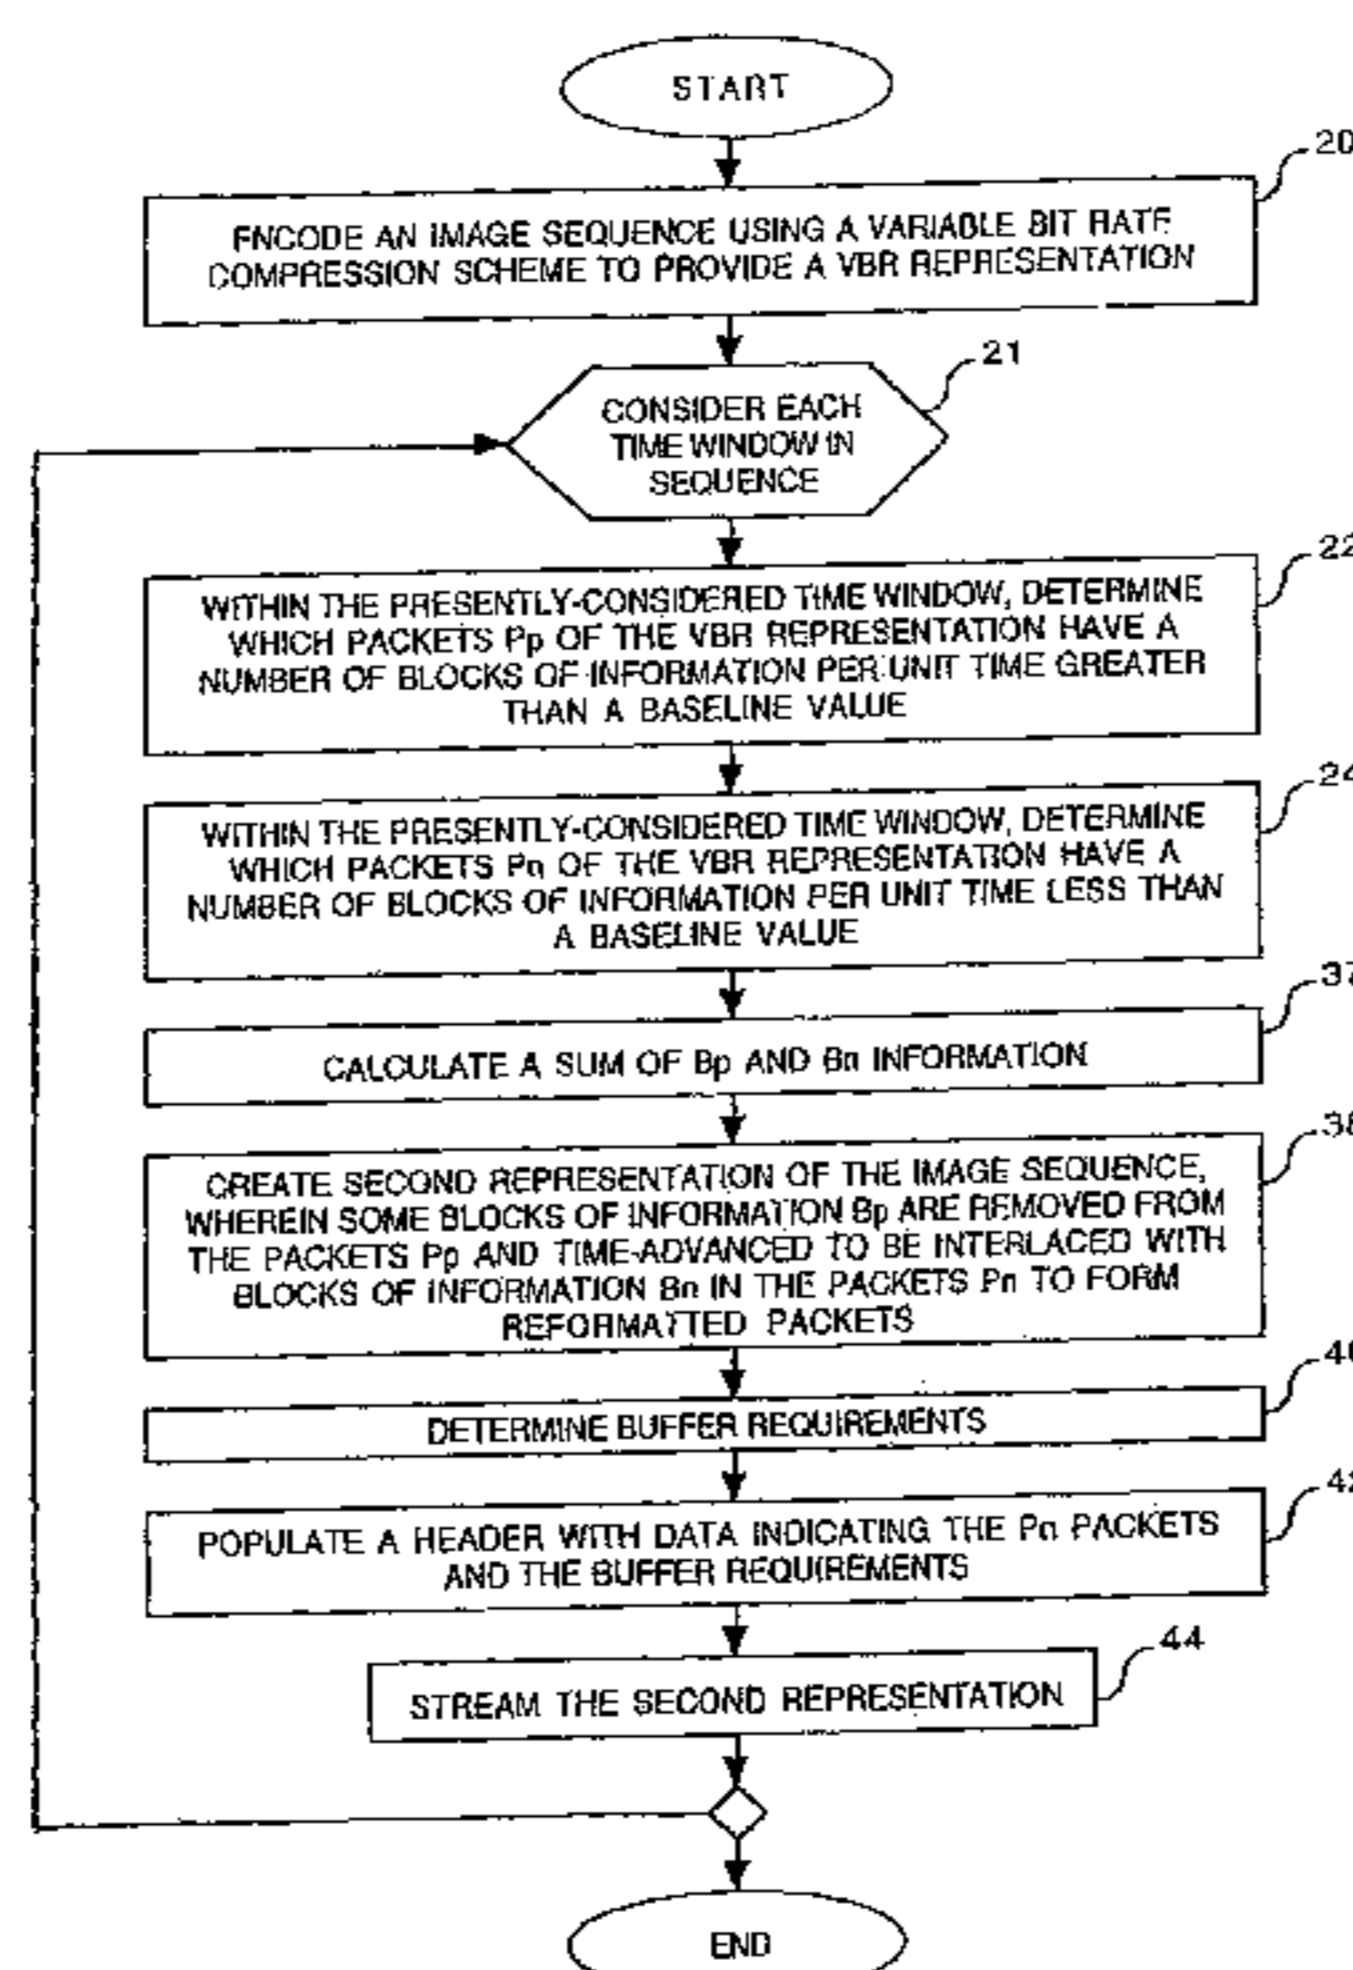 START
20
ENCODE AN IMAGE SEQUENCE USING A VARIABLE BIT RATE
COMPRESSION SCHEME TO PROVIDE A VBR REPRESENTATION
21
CONSIDER EACH
TIME WINDOW IN
SEQUENCE
22
WITHIN THE PRESENTLY-CONSIDERED TIME WINDOW, DETERMINE
WHICH PACKETS Pp OF THE VBR REPRESENTATION HAVE A
NUMBER OF BLOCKS OF INFORMATION PER UNIT TIME GREATER
THAN A BASELINE VALUE
24
WITHIN THE PRESENTLY-CONSIDERED TIME WINDOW, DETERMINE
WHICH PACKETS Pn OF THE VBR REPRESENTATION HAVE A
NUMBER OF BLOCKS OF INFORMATION PER UNIT TIME LESS THAN
A BASELINE VALUE
37
CALCULATE A SUM OF Bp AND Bn INFORMATION
38
CREATE SECOND REPRESENTATION OF THE IMAGE SEQUENCE,
WHEREIN SOME BLOCKS OF INFORMATION Bp ARE REMOVED FROM
THE PACKETS Pp AND TIME-ADVANCED TO BE INTERLACED WITH
BLOCKS OF INFORMATION Bn IN THE PACKETS Pn TO FORM
REFORMATTED PACKETS
40
DETERMINE BUFFER REQUIREMENTS
42
POPULATE A HEADER WITH DATA INDICATING THE Pn PACKETS
AND THE BUFFER REQUIREMENTS
44
STREAM THE SECOND REPRESENTATION
END